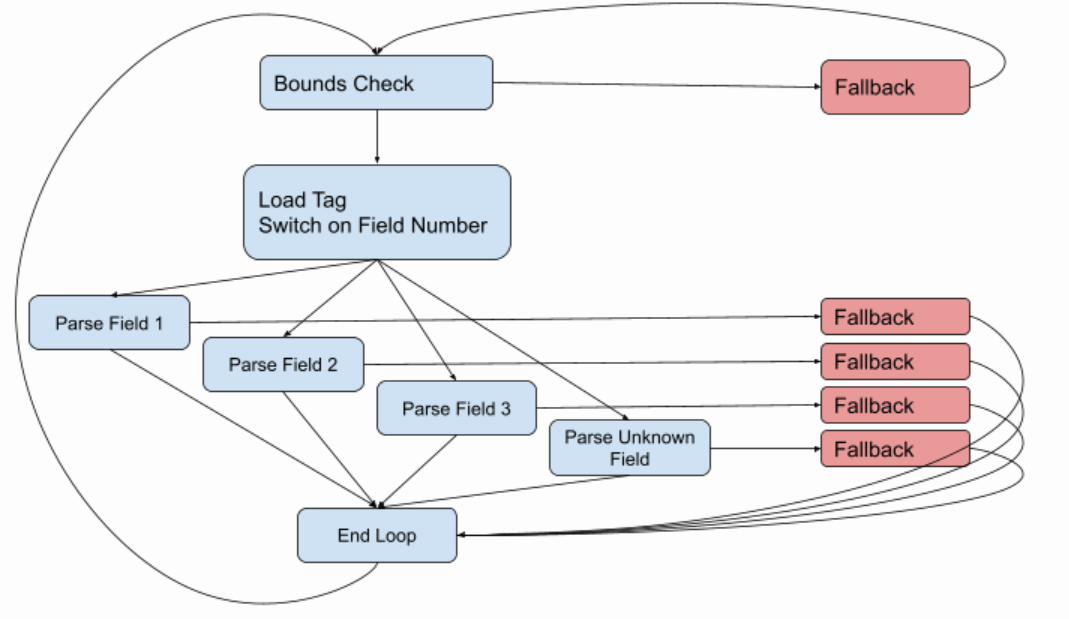 Bounds Check
Fallback
Load Tag
Switch on Field Number
Parse Field 1
Fallback
Parse Field 2
Fallback
Parse Field 3
Fallback
Parse Unknown
Field
Fallback
End Loop